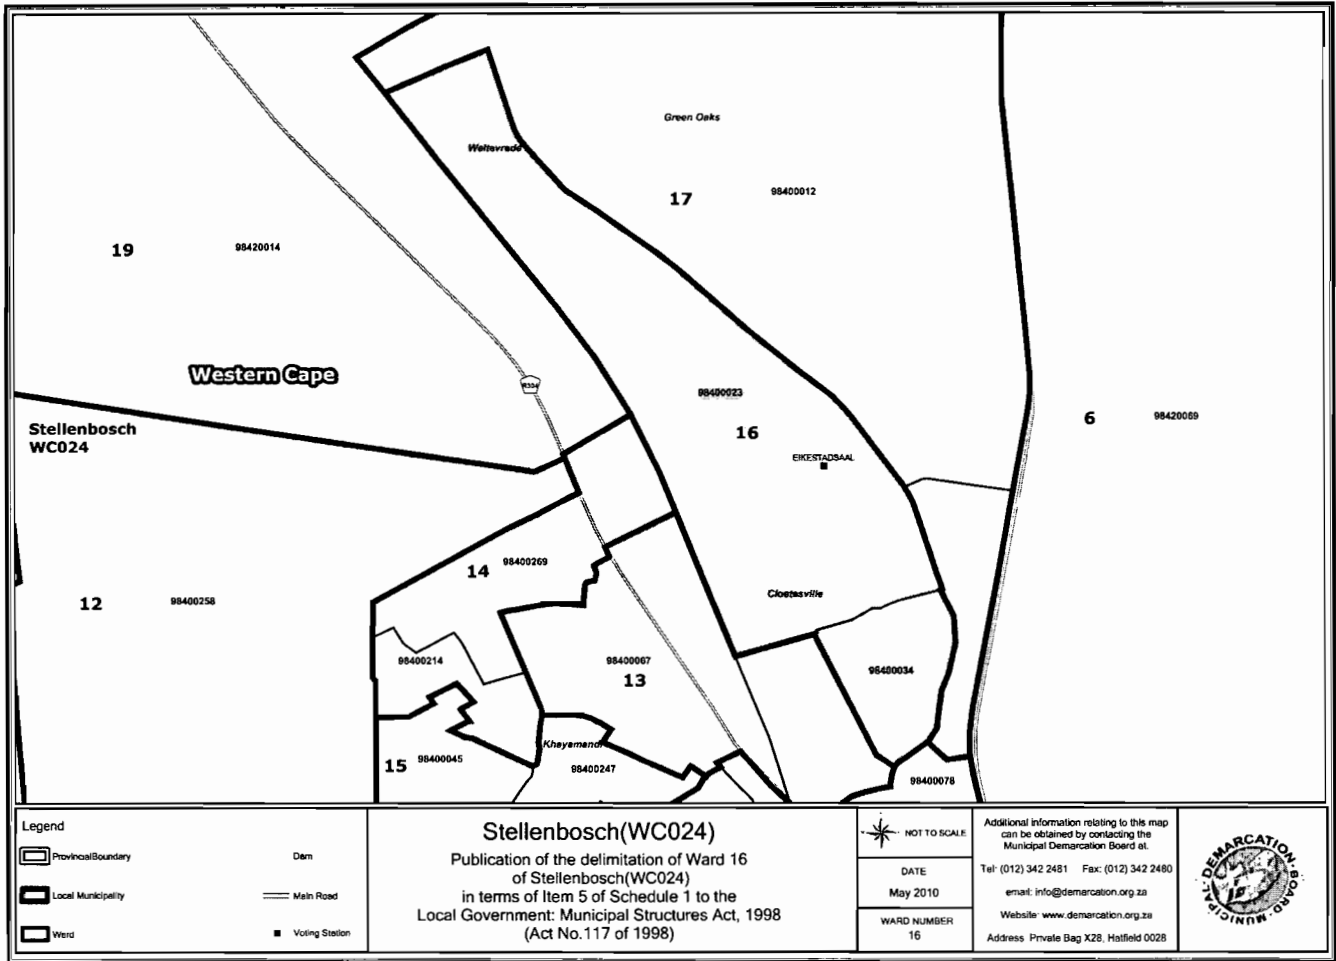 Green Oaks
Weltevrede
17
98400012
19
98420014
Western Cape
R304
98400023
6
98420059
Stellenbosch
WC024
16
EIKESTADSAAL
14
98400269
12
98400258
Cloetesville
98400214
98400067
13
98400034
Khayamandi
15
98400045
98400247
98400078
Legend
Provincial Boundary
Dam
Local Municipality
Main Road
Ward
Voting Station
Stellenbosch(WC024)
Publication of the delimitation of Ward 16
of Stellenbosch(WC024)
in terms of Item 5 of Schedule 1 to the
Local Government: Municipal Structures Act, 1998
(Act No.117 of 1998)
NOT TO SCALE
DATE
May 2010
WARD NUMBER
16
Additional information relating to this map
can be obtained by contacting the
Municipal Demarcation Board at.
Tel: (012) 342 2481 Fax: (012) 342 2480
email: info@demarcation.org.za
Website: www.demarcation.org.za
Address Private Bag X28, Hatfield 0028
MUNICIPAL DEMARCATION BOARD